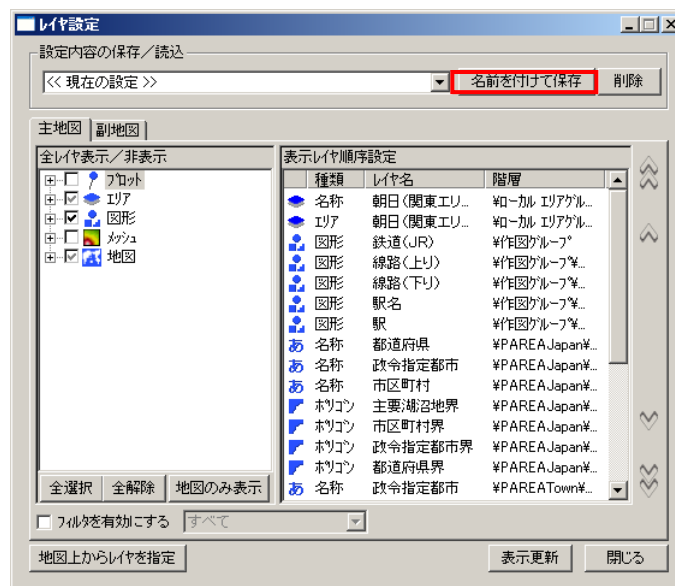 レイヤ設定
設定内容の保存／読込
<< 現在の設定 >>
名前を付けて保存
削除
主地図
副地図
全レイヤ表示／非表示
プロット
エリア
図形
メッシュ
地図
全選択
全解除
地図のみ表示
表示レイヤ順序設定
種類 レイヤ名 階層
名称 朝日(関東エリ... ¥ローカル エリアグル...
エリア 朝日(関東エリ... ¥ローカル エリアグル...
図形 鉄道(JR) ¥作図グループ
図形 線路(上り) ¥作図グループ¥...
図形 線路(下り) ¥作図グループ¥...
図形 駅名 ¥作図グループ¥...
図形 駅 ¥作図グループ¥...
あ 名称 都道府県 ¥PAREAJapan¥...
あ 名称 政令指定都市 ¥PAREAJapan¥...
あ 名称 市区町村 ¥PAREAJapan¥...
ポリゴン 主要湖沼地界 ¥PAREAJapan¥...
ポリゴン 市区町村界 ¥PAREAJapan¥...
ポリゴン 政令指定都市界 ¥PAREAJapan¥...
ポリゴン 都道府県界 ¥PAREAJapan¥...
あ 名称 政令指定都市 ¥PAREATown¥...
フィルタを有効にする
すべて
地図上からレイヤを指定
表示更新
閉じる